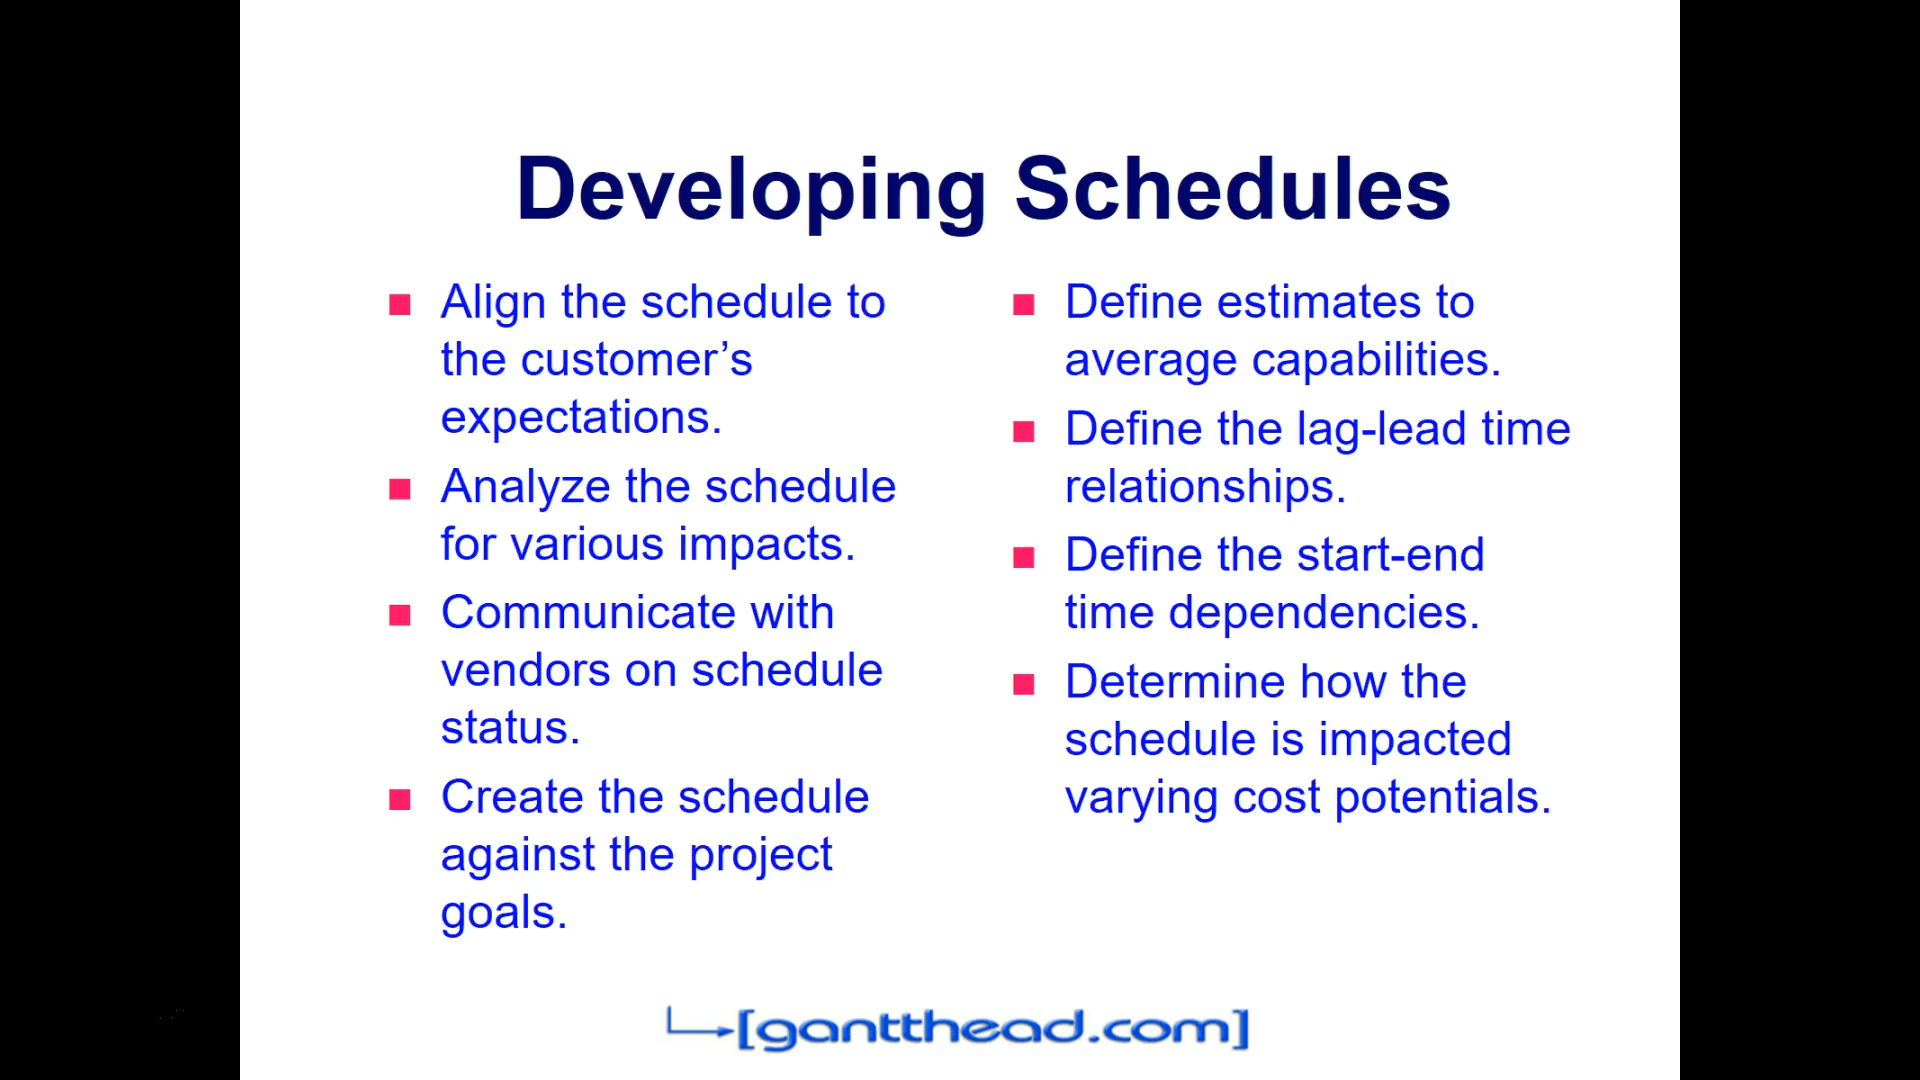 Developing Schedules
Align the schedule to
the customer’s
expectations.
Analyze the schedule
for various impacts.
Communicate with
vendors on schedule
status.
Create the schedule
against the project
goals.
Define estimates to
average capabilities.
Define the lag-lead time
relationships.
Define the start-end
time dependencies.
Determine how the
schedule is impacted
varying cost potentials.
[gantthead.com]